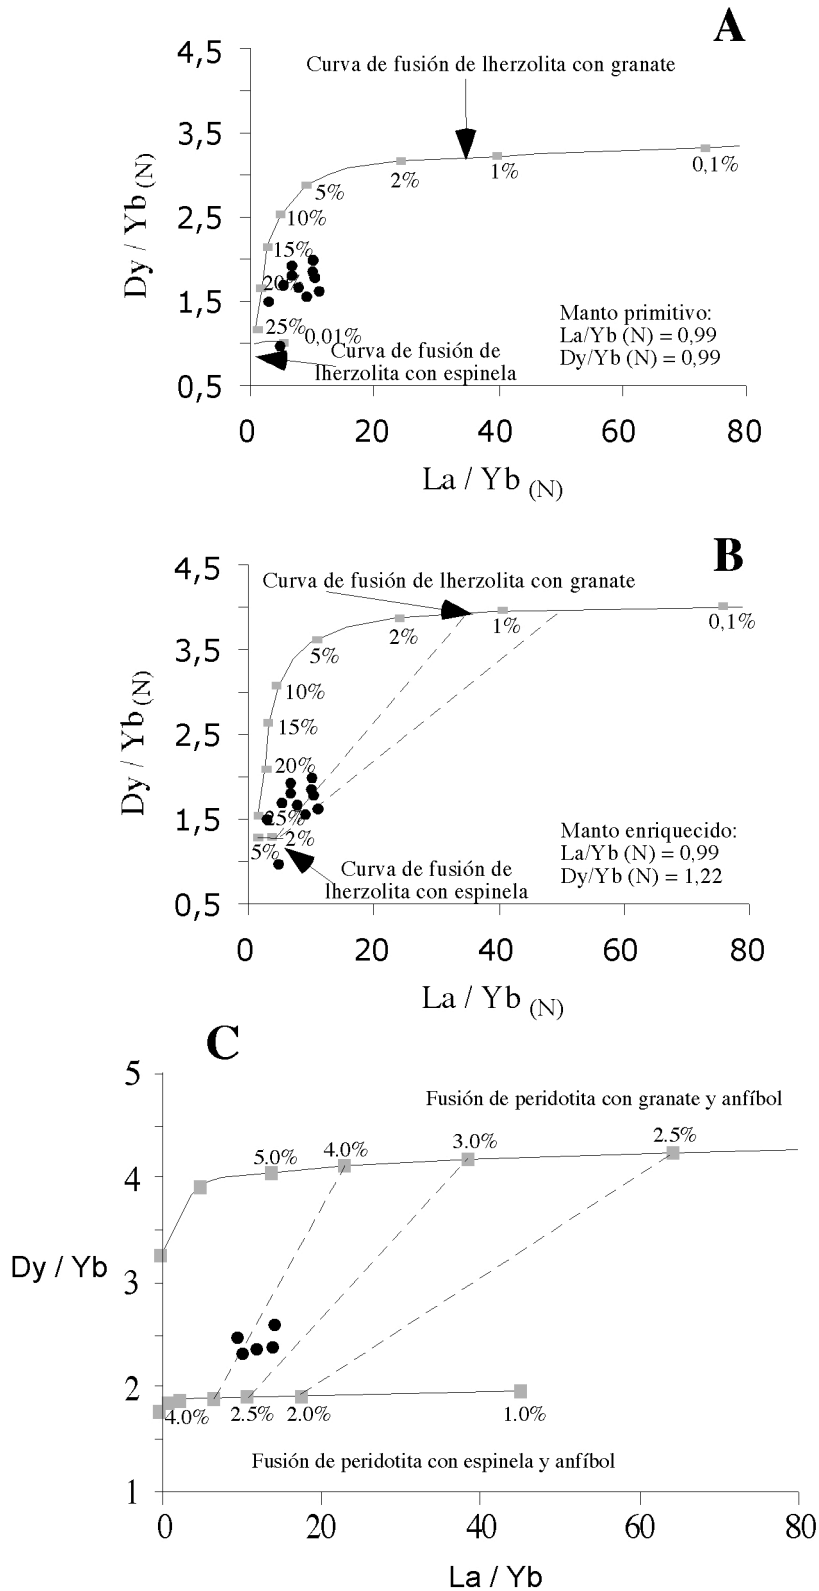 A
4,5
Curva de fusión de lherzolita con granate
3,5
0,1%
1%
2%
5%
Dy / Yb (N)
2,5
10%
15%
20%
1,5
Manto primitivo:
25%
0,01%
La/Yb (N) = 0,99
Curva de fusión de
Dy/Yb (N) = 0,99
lherzolita con espinela
0,5
0 20 40 60 80
La / Yb (N)
B
4,5
Curva de fusión de lherzolita con granate
0,1%
1%
2%
3,5
5%
10%
Dy / Yb (N)
15%
2,5
20%
1,5
25%
Manto enriquecido:
2%
5%
La/Yb (N) = 0,99
Curva de fusión de
Dy/Yb (N) = 1,22
lherzolita con espinela
0,5
0 20 40 60 80
La / Yb (N)
C
5
Fusión de peridotita con granate y anfíbol
5.0% 4.0% 3.0% 2.5%
4
Dy / Yb
3
2
4.0% 2.5% 2.0% 1.0%
Fusión de peridotita con espinela y anfíbol
1
0 20 40 60 80
La / Yb